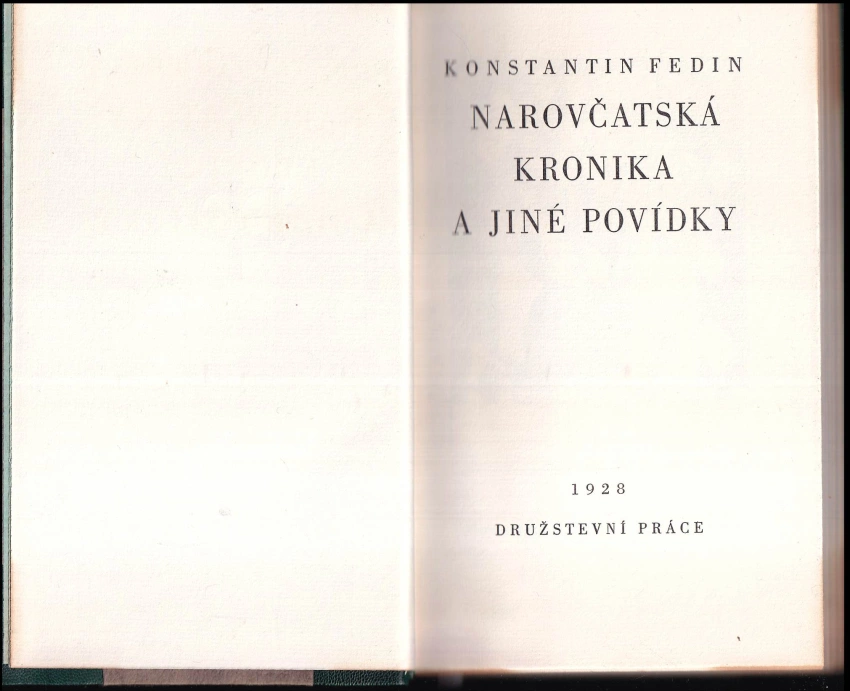 KONSTANTIN FEDIN
NAROVČATSKÁ
KRONIKA
A JINÉ POVÍDKY
1928
DRUŽSTEVNÍ PRÁCE